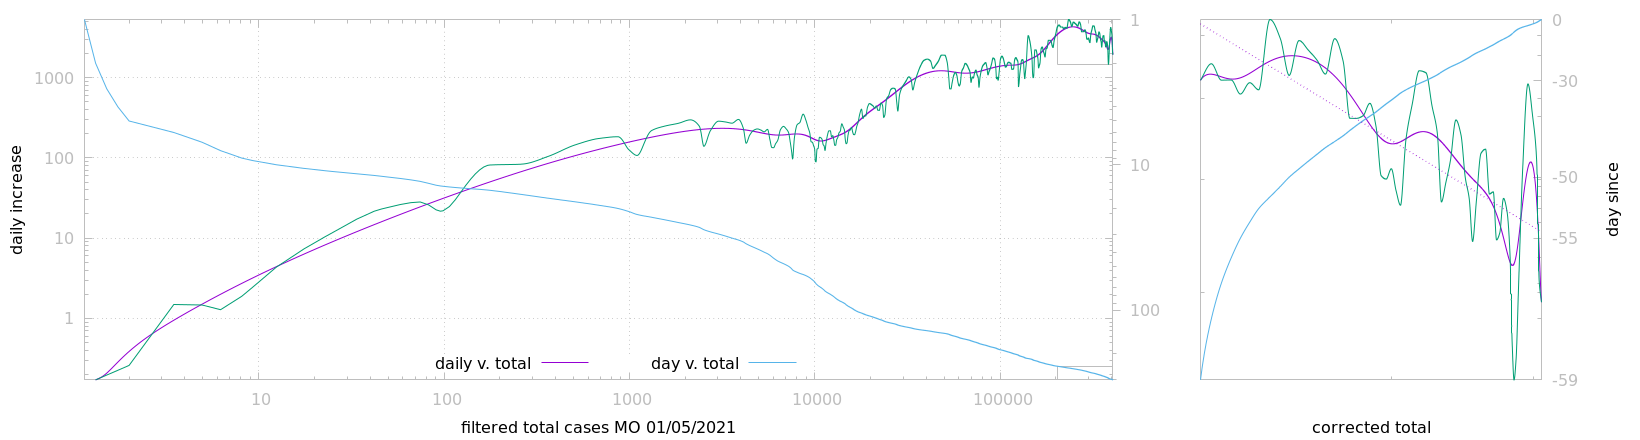 1000
100
10
1
daily increase
10
100
1000
10000
100000
filtered total cases MO 01/05/2021
daily v. total
day v. total
1
10
100
0
-30
-50
-55
-59
day since
corrected total